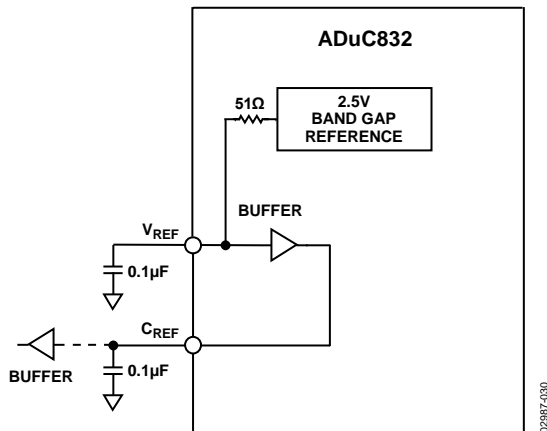 ADuC832
51Ω
2.5V
BAND GAP
REFERENCE
VREF
BUFFER
0.1µF
CREF
BUFFER
0.1µF
02987-030